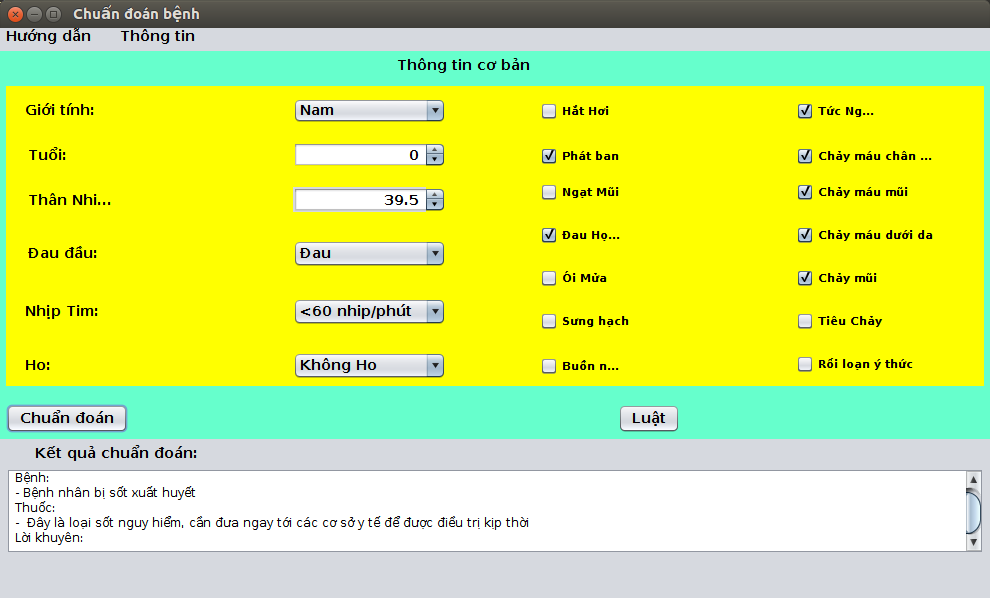 Chuẩn đoán bệnh
Hướng dẫn Thông tin
Thông tin cơ bản
Giới tính: Nam
Tuổi: 0
Thân Nhi... 39.5
Đau đầu: Đau
Nhịp Tim: <60 nhip/phút
Ho: Không Ho
Hắt Hơi
Phát ban
Ngạt Mũi
Đau Họ...
Ói Mửa
Sưng hạch
Buồn n...
Tức Ng...
Chảy máu chân ...
Chảy máu mũi
Chảy máu dưới da
Chảy mũi
Tiêu Chảy
Rối loạn ý thức
Chuẩn đoán Luật
Kết quả chuẩn đoán:
Bệnh:
- Bệnh nhân bị sốt xuất huyết
Thuốc:
- Đây là loại sốt nguy hiểm, cần đưa ngay tới các cơ sở y tế để được điều trị kịp thời
Lời khuyên: